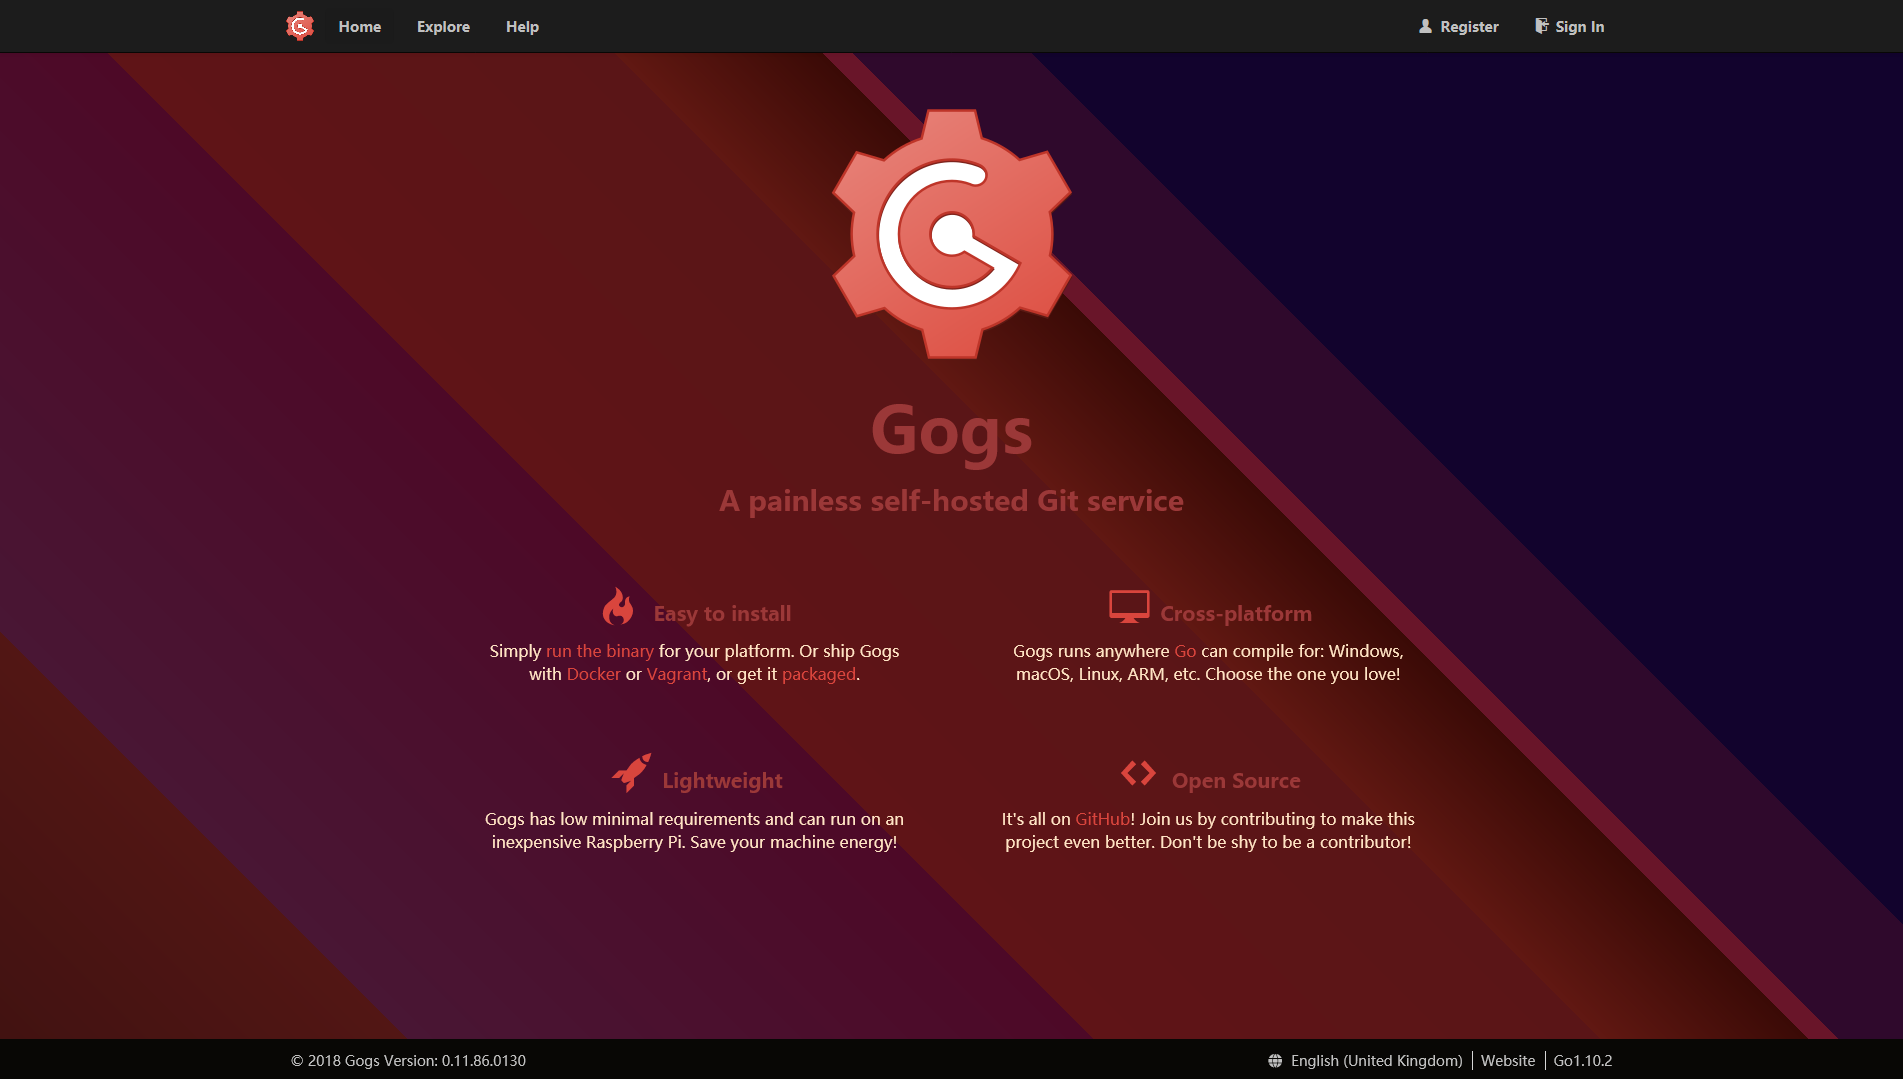 Home Explore Help Register Sign In
Gogs
A painless self-hosted Git service
Easy to install
Simply run the binary for your platform. Or ship Gogs
with Docker or Vagrant, or get it packaged.
Cross-platform
Gogs runs anywhere Go can compile for: Windows,
macOS, Linux, ARM, etc. Choose the one you love!
Lightweight
Gogs has low minimal requirements and can run on an
inexpensive Raspberry Pi. Save your machine energy!
Open Source
It's all on GitHub! Join us by contributing to make this
project even better. Don't be shy to be a contributor!
© 2018 Gogs Version: 0.11.86.0130 English (United Kingdom) Website Go1.10.2